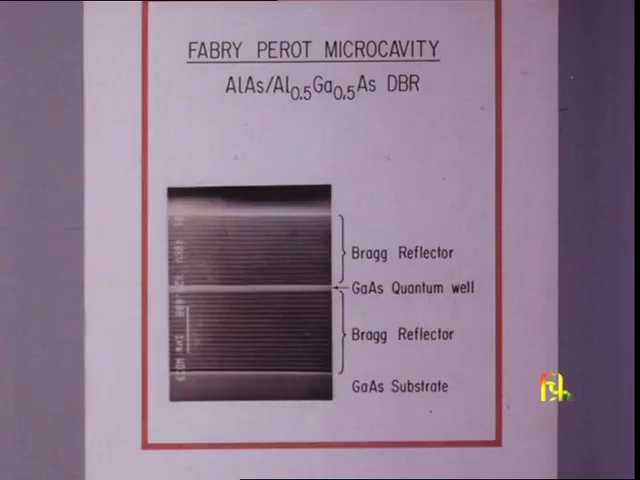 FABRY PEROT MICROCAVITY
AlAs/Al0.5Ga0.5As DBR
Bragg Reflector
GaAs Quantum well
Bragg Reflector
GaAs Substrate